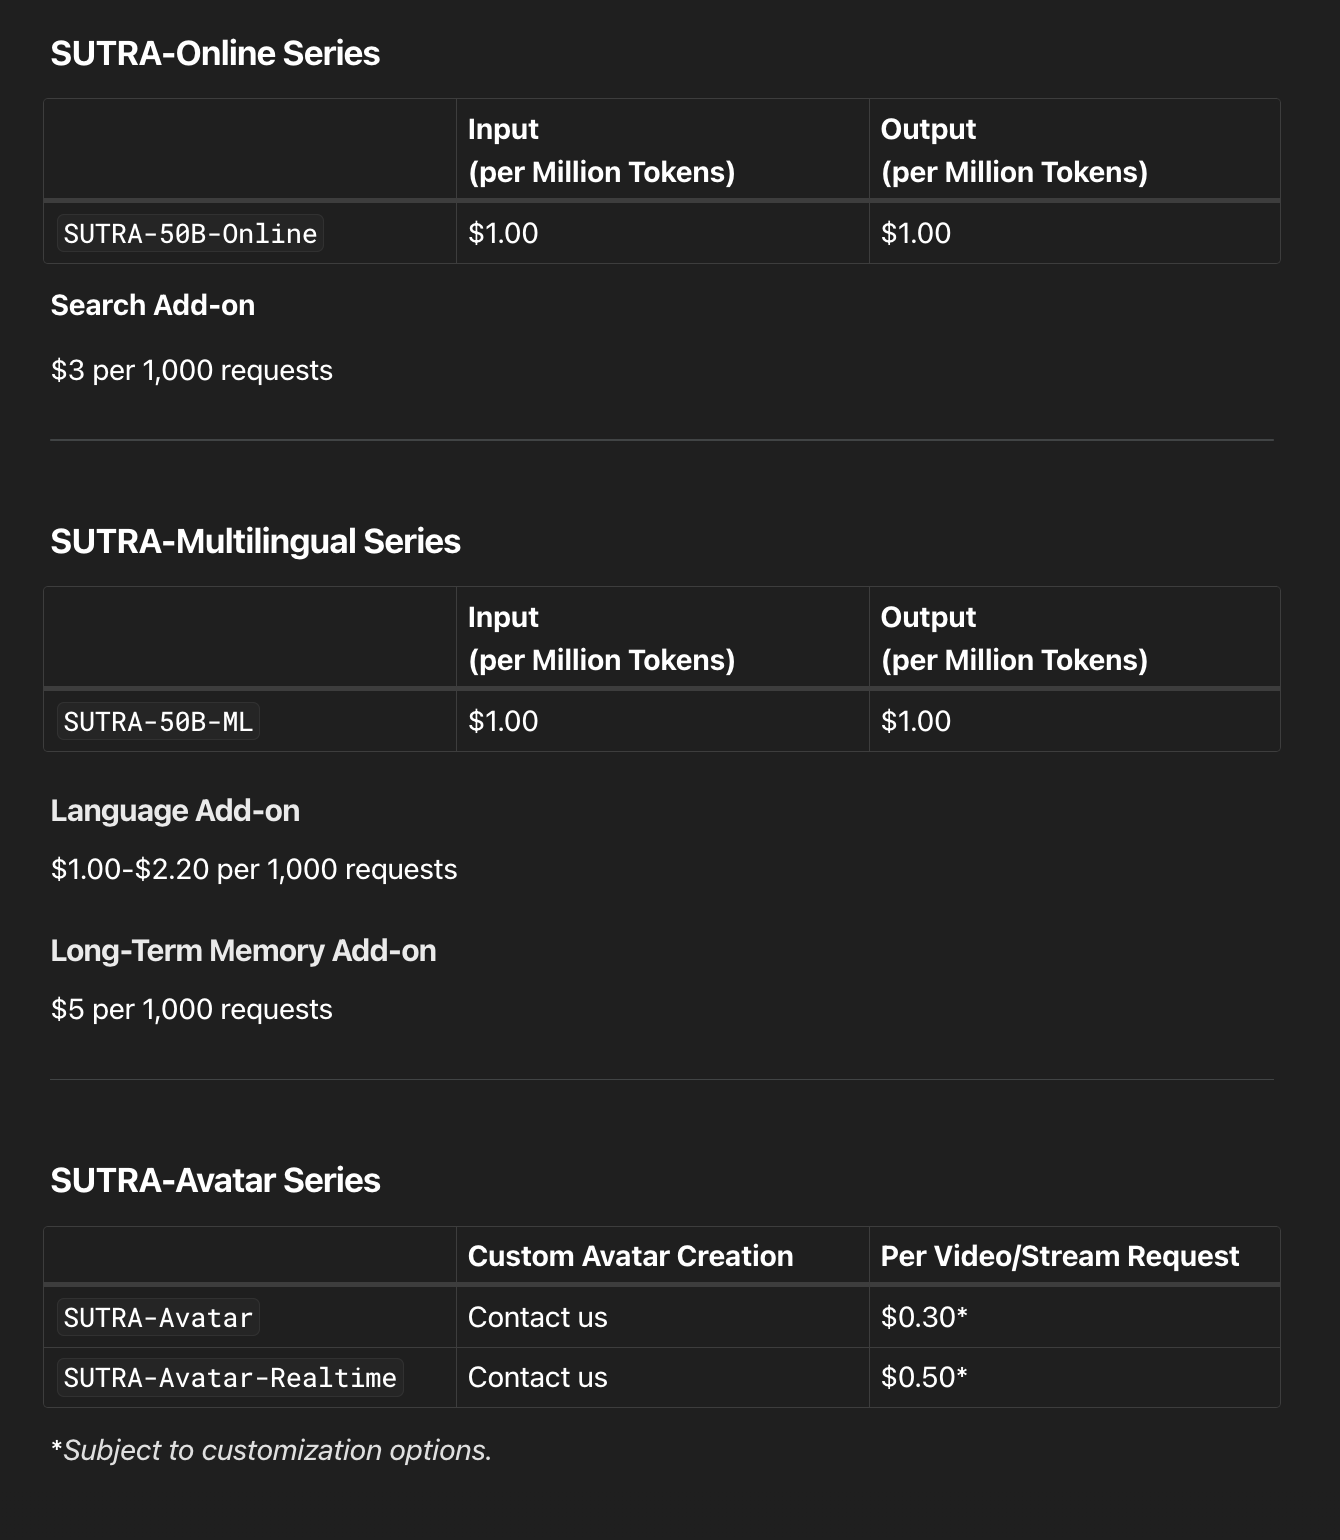 SUTRA-Online Series
Input
(per Million Tokens)
Output
(per Million Tokens)
SUTRA-50B-Online
$1.00
$1.00
Search Add-on
$3 per 1,000 requests
SUTRA-Multilingual Series
Input
(per Million Tokens)
Output
(per Million Tokens)
SUTRA-50B-ML
$1.00
$1.00
Language Add-on
$1.00-$2.20 per 1,000 requests
Long-Term Memory Add-on
$5 per 1,000 requests
SUTRA-Avatar Series
Custom Avatar Creation
Per Video/Stream Request
SUTRA-Avatar
Contact us
$0.30*
SUTRA-Avatar-Realtime
Contact us
$0.50*
*Subject to customization options.